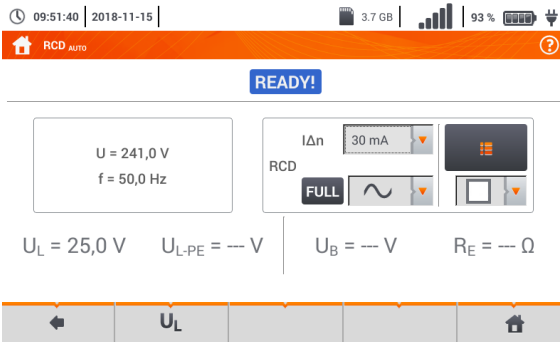 09:51:40 2018-11-15 3.7 GB 93 %
RCD AUTO ?
READY!
U = 241,0 V
f = 50,0 Hz
IΔn 30 mA
RCD
FULL
UL = 25,0 V UL-PE = --- V UB = --- V RE = --- Ω
UL